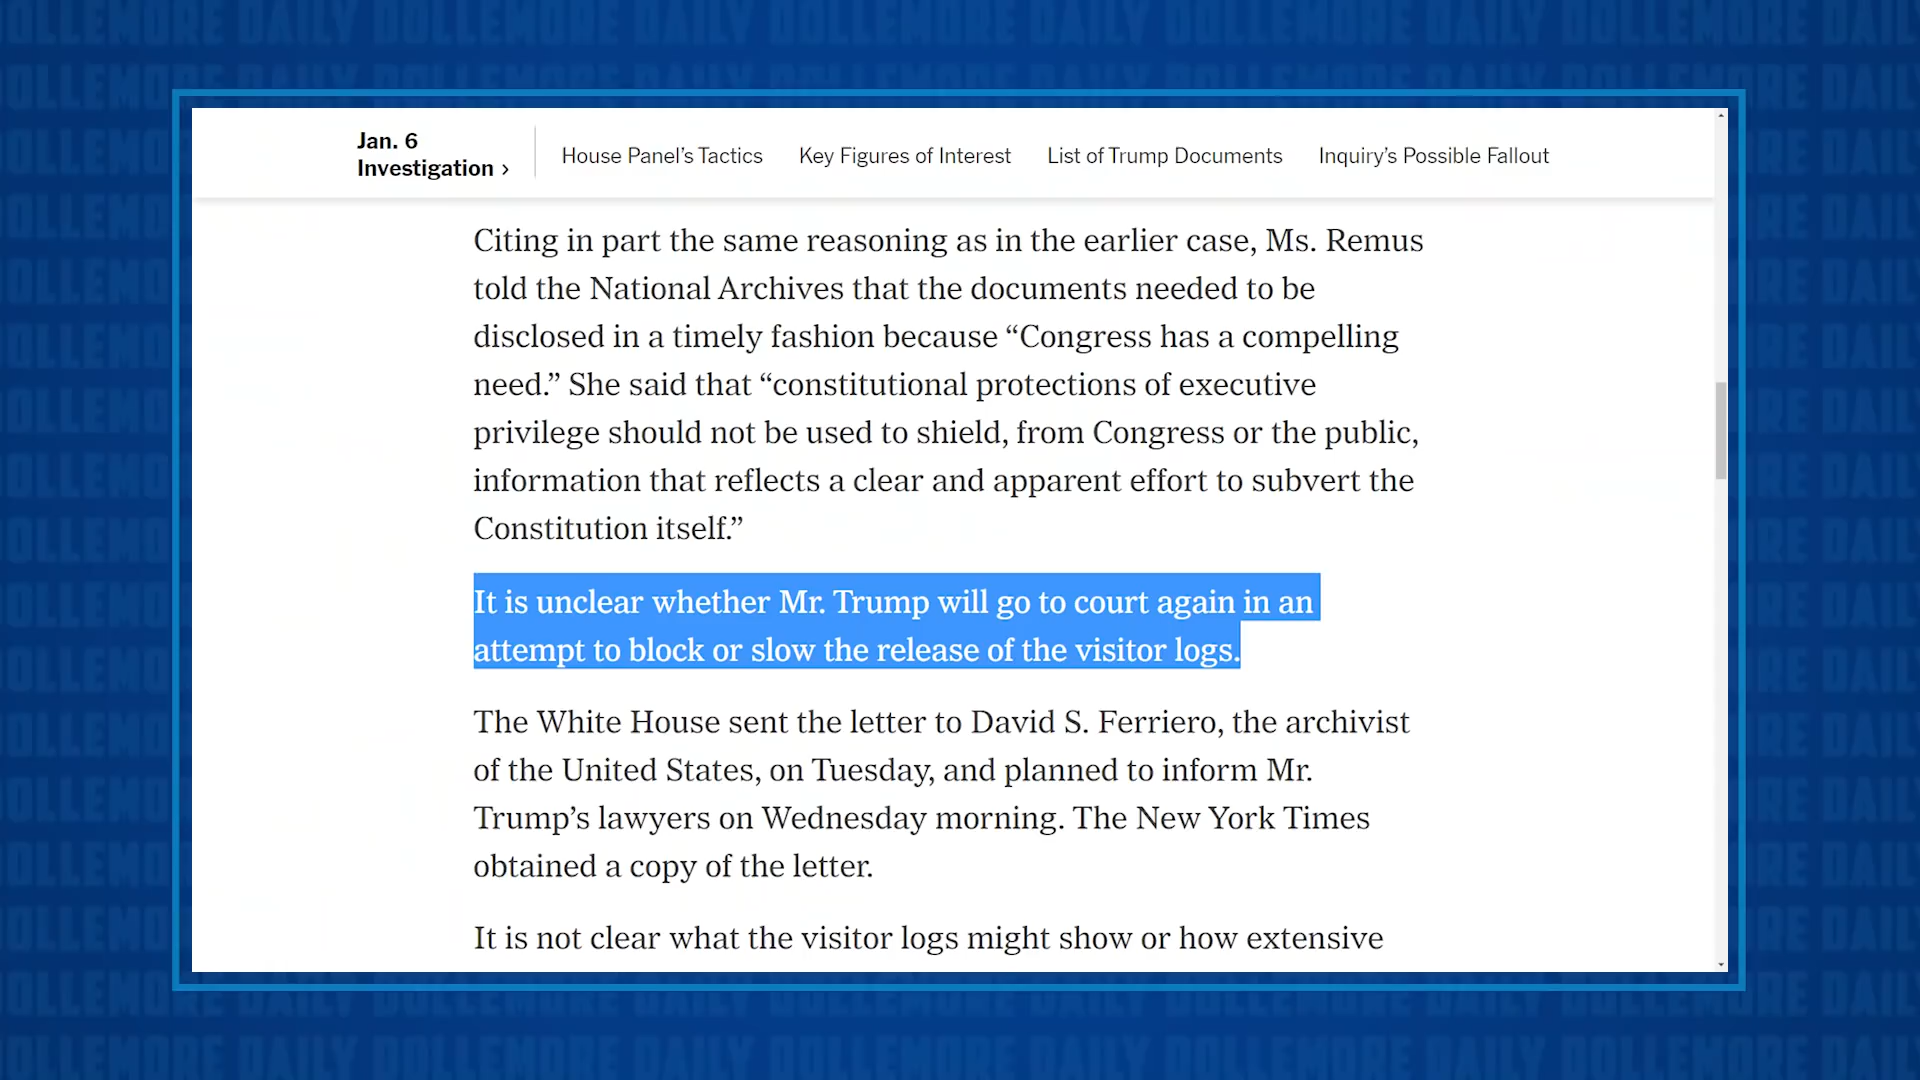 DOLLEMORE DAILY DOLLEMORE DAILY DOLLEMORE DAILY
Jan. 6
Investigation ›
House Panel’s Tactics
Key Figures of Interest
List of Trump Documents
Inquiry’s Possible Fallout
Citing in part the same reasoning as in the earlier case, Ms. Remus
told the National Archives that the documents needed to be
disclosed in a timely fashion because “Congress has a compelling
need.” She said that “constitutional protections of executive
privilege should not be used to shield, from Congress or the public,
information that reflects a clear and apparent effort to subvert the
Constitution itself.”
It is unclear whether Mr. Trump will go to court again in an
attempt to block or slow the release of the visitor logs.
The White House sent the letter to David S. Ferriero, the archivist
of the United States, on Tuesday, and planned to inform Mr.
Trump’s lawyers on Wednesday morning. The New York Times
obtained a copy of the letter.
It is not clear what the visitor logs might show or how extensive